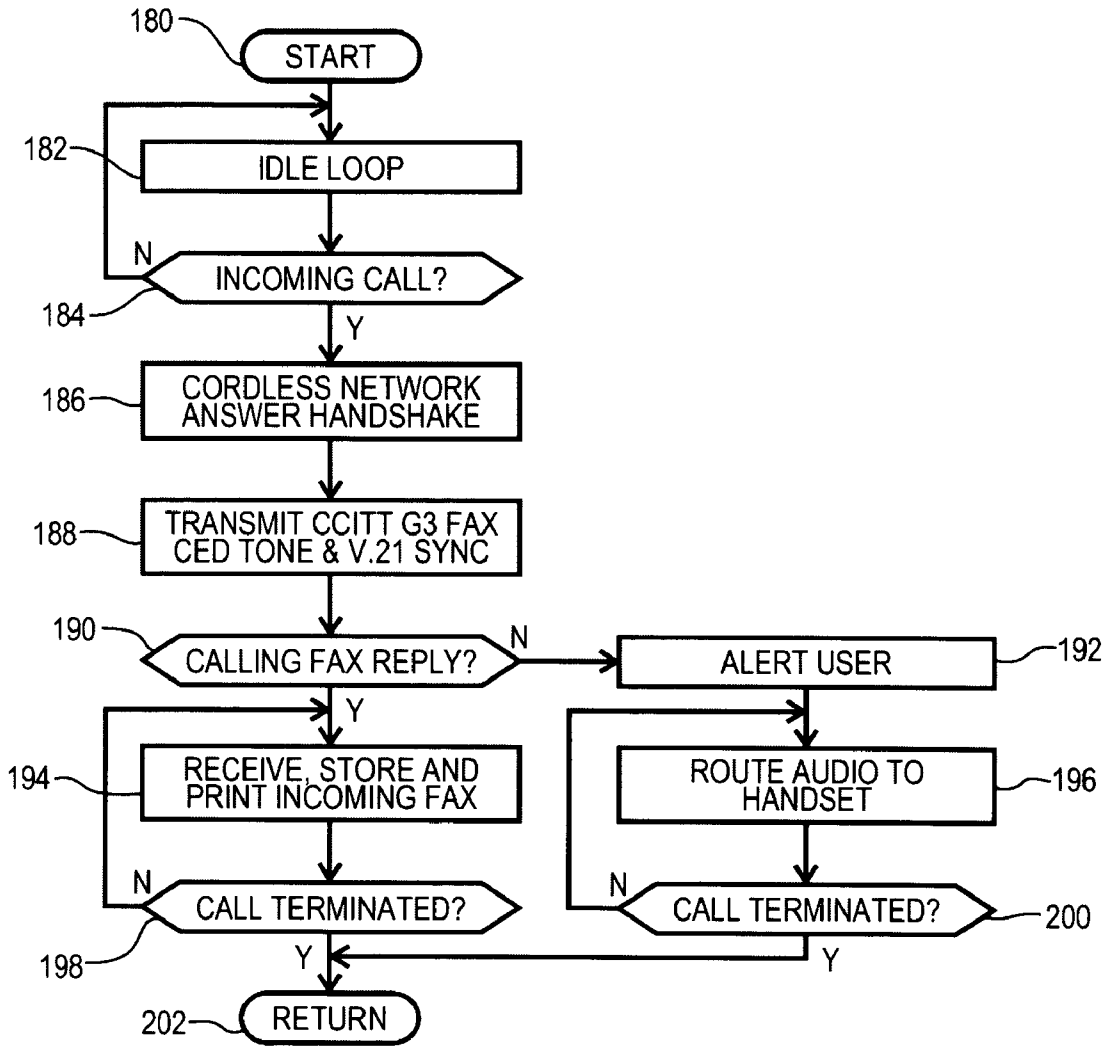 180
START
182
IDLE LOOP
N
INCOMING CALL?
184
Y
186
CORDLESS NETWORK
ANSWER HANDSHAKE
188
TRANSMIT CCITT G3 FAX
CED TONE & V.21 SYNC
190
CALLING FAX REPLY?
N
ALERT USER
192
Y
194
RECEIVE, STORE AND
PRINT INCOMING FAX
ROUTE AUDIO TO
HANDSET
196
N
CALL TERMINATED?
198
N
CALL TERMINATED?
200
Y
Y
202
RETURN